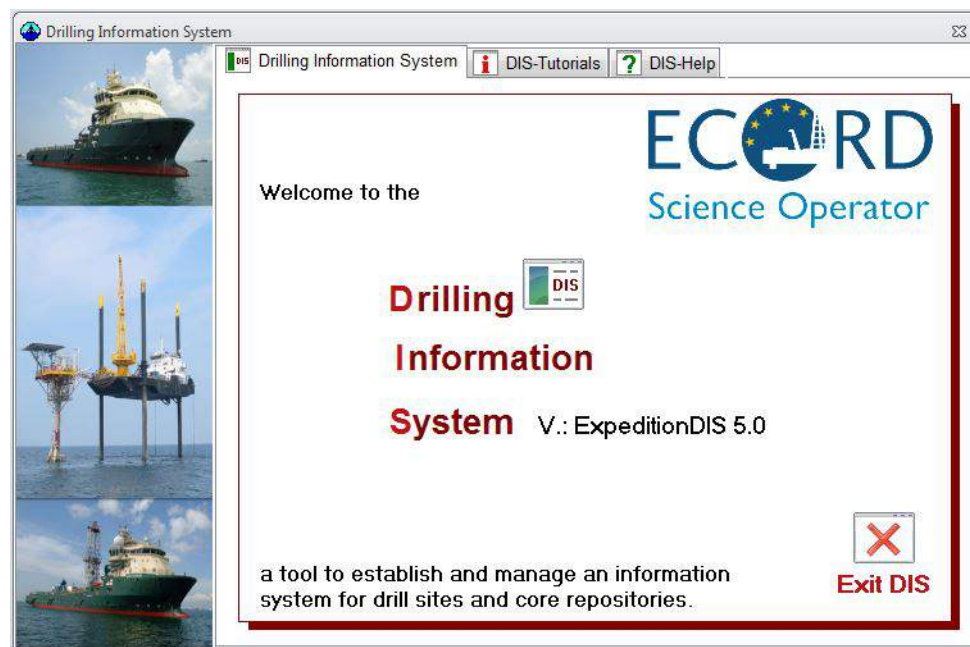 Drilling Information System
DIS Drilling Information System
DIS-Tutorials
DIS-Help
ECORD
Science Operator
Welcome to the
Drilling
DIS
Information
System V.: ExpeditionDIS 5.0
a tool to establish and manage an information
system for drill sites and core repositories.
Exit DIS